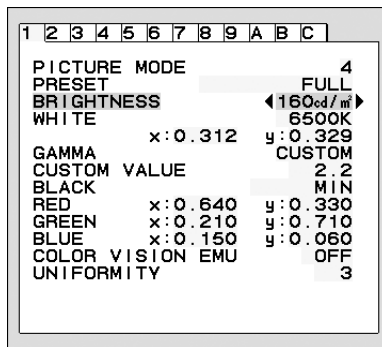 1 2 3 4 5 6 7 8 9 A B C
PICTURE MODE 4
PRESET FULL
BRIGHTNESS 160cd/㎡
WHITE 6500K
x:0.312 y:0.329
GAMMA CUSTOM
CUSTOM VALUE 2.2
BLACK MIN
RED x:0.640 y:0.330
GREEN x:0.210 y:0.710
BLUE x:0.150 y:0.060
COLOR VISION EMU OFF
UNIFORMITY 3